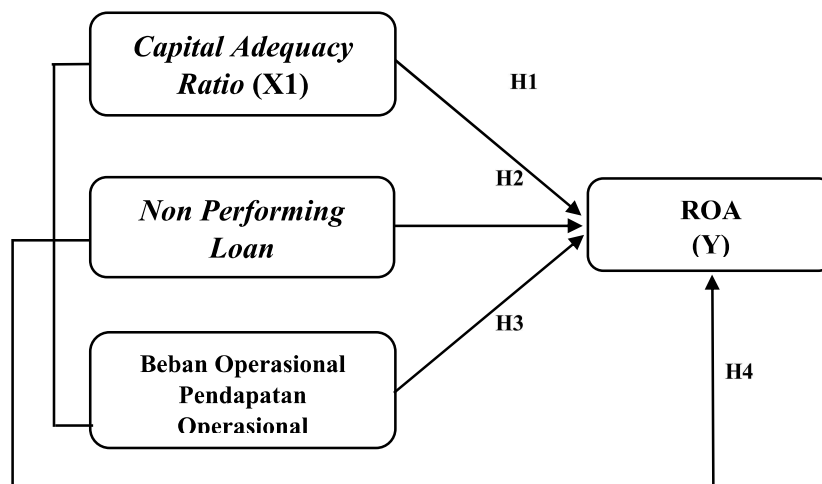 Capital Adequacy
Ratio (X1)
H1
H2
Non Performing
Loan
ROA
(Y)
H3
Beban Operasional
Pendapatan
Operasional
H4